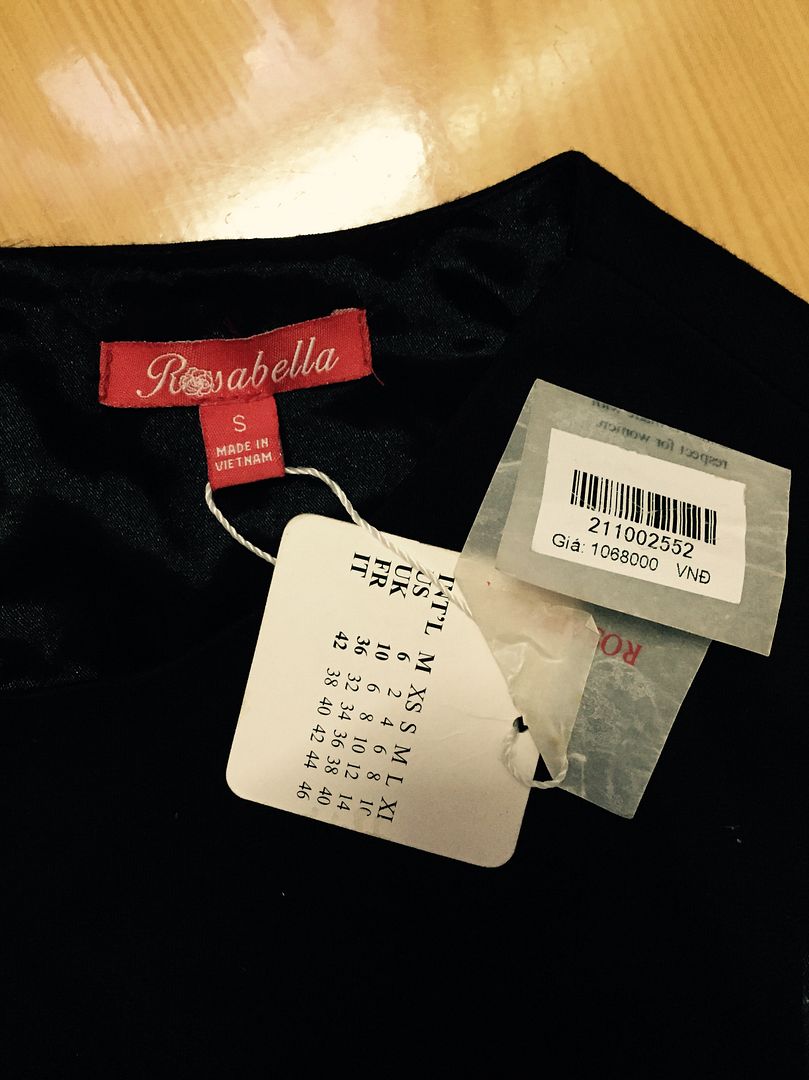 Rosabella
S
MADE IN
VIETNAM
respect for women.
211002552
Giá: 1068000 VNĐ
INT'L M XS S M L XL
US 6 2 4 6 8 10
UK 10 6 8 10 12 14
FR 36 32 34 36 38 40
IT 42 38 40 42 44 46